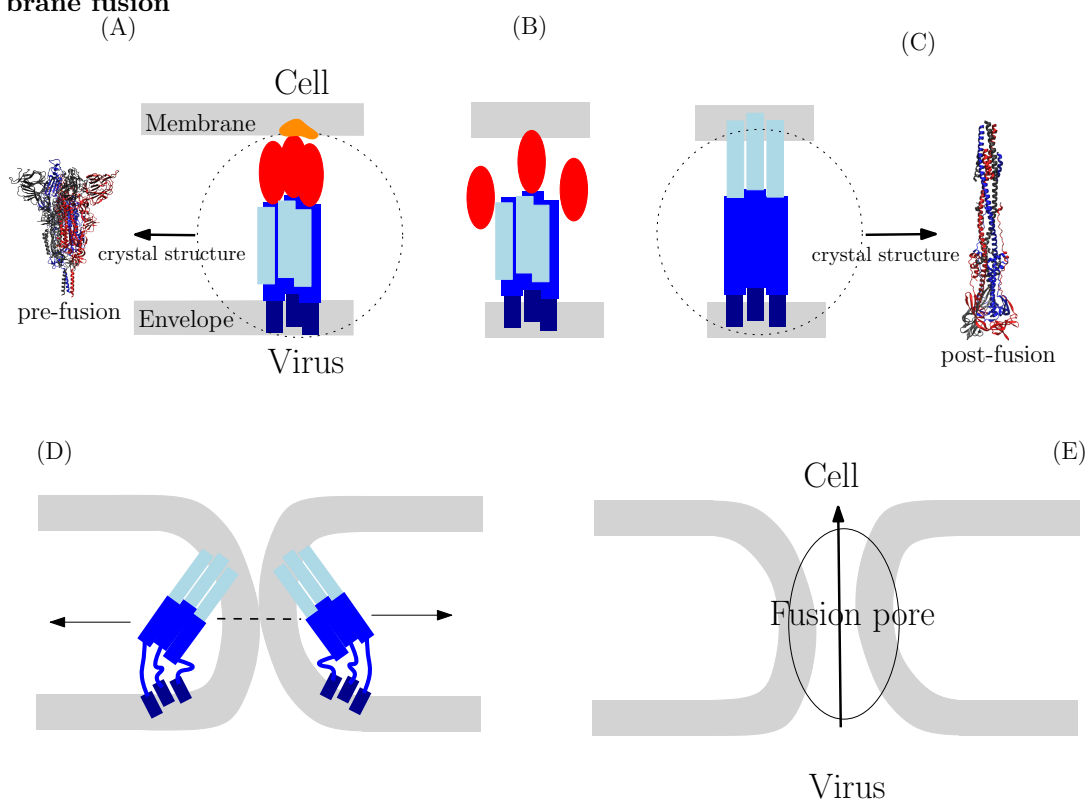 brane fusion
(A)
(B)
(C)
Cell
Membrane
crystal structure
crystal structure
pre-fusion
Envelope
Virus
post-fusion
(D)
(E)
Cell
Fusion pore
Virus